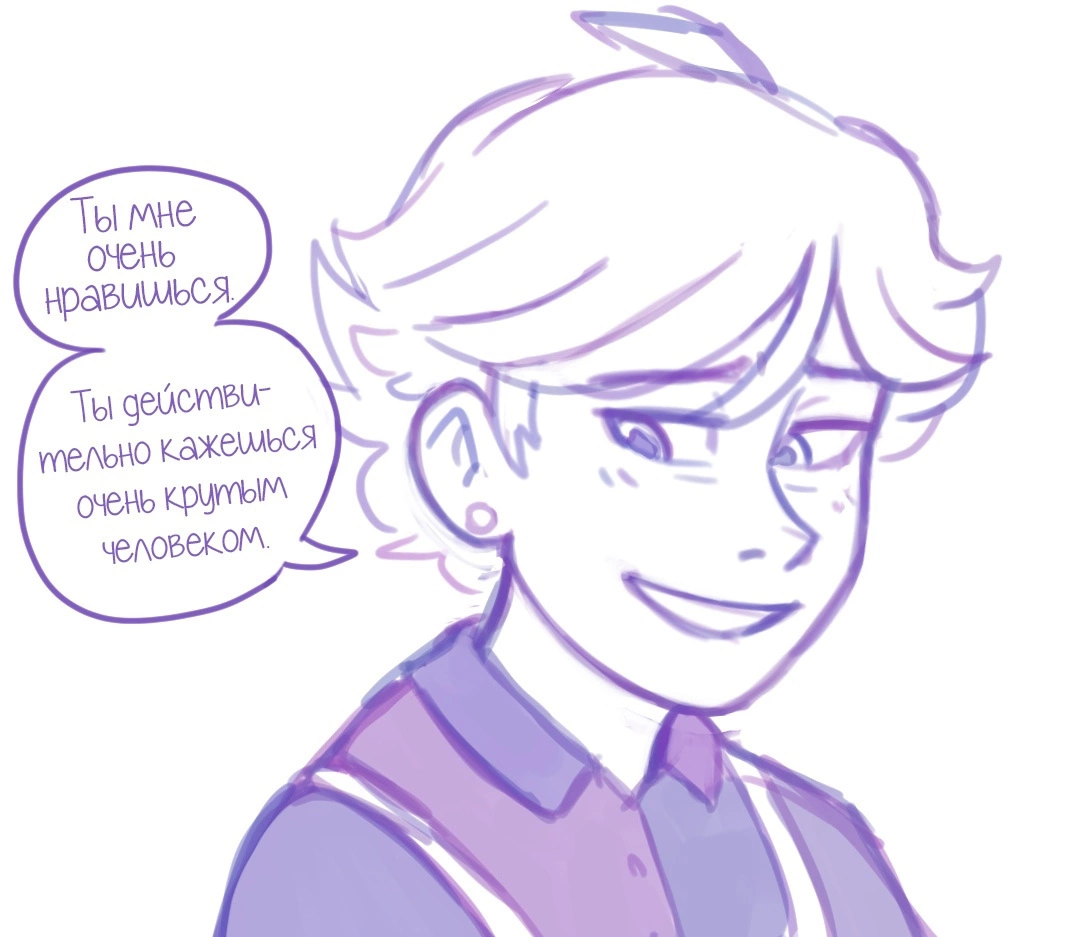 Ты мне
очень
нравишься.
Ты действи-
тельно кажешься
очень крутым
человеком.